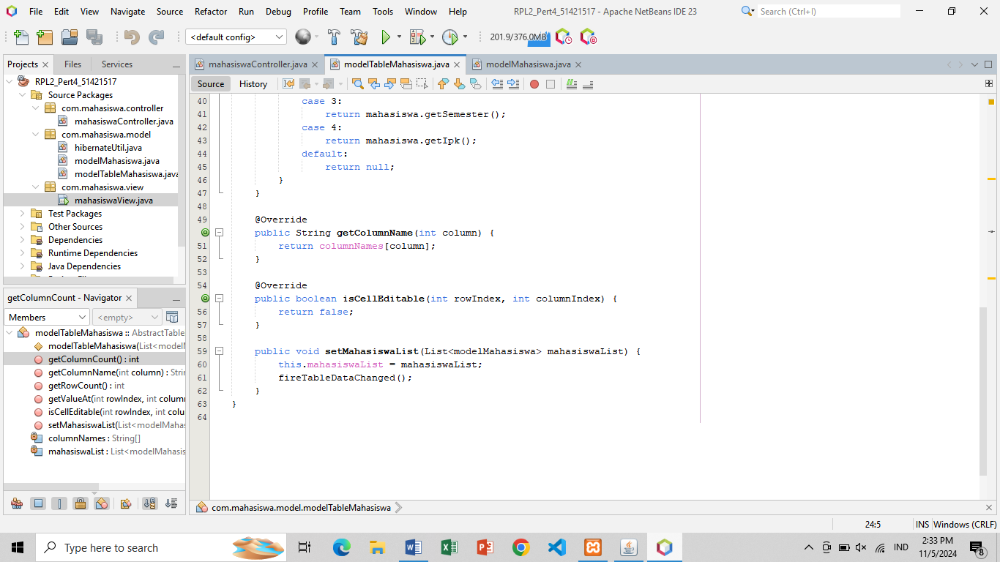 File Edit View Navigate Source Refactor Run Debug Profile Team Tools Window Help
RPL2_Pert4_51421517 - Apache NetBeans IDE 23
Search (Ctrl+I)
<default config>
201.9/376.0MB
Projects Files Services
RPL2_Pert4_51421517
Source Packages
com.mahasiswa.controller
mahasiswaController.java
com.mahasiswa.model
hibernateUtil.java
modelMahasiswa.java
modelTableMahasiswa.java
com.mahasiswa.view
mahasiswaView.java
Test Packages
Other Sources
Dependencies
Runtime Dependencies
Java Dependencies
getColumnCount - Navigator
Members <empty>
modelTableMahasiswa :: AbstractTable
modelTableMahasiswa(List<model
getColumnCount() : int
getColumnName(int column) : Strin
getRowCount() : int
getValueAt(int rowIndex, int column
isCellEditable(int rowIndex, int colu
setMahasiswaList(List<modelMahas
columnNames : String[]
mahasiswaList : List<modelMahasis
mahasiswaController.java modelTableMahasiswa.java modelMahasiswa.java
Source History
40 case 3:
41 return mahasiswa.getSemester();
42 case 4:
43 return mahasiswa.getIpk();
44 default:
45 return null;
46 }
47 }
48
49 @Override
public String getColumnName(int column) {
51 return columnNames[column];
52 }
53
54 @Override
public boolean isCellEditable(int rowIndex, int columnIndex) {
56 return false;
57 }
58
59 public void setMahasiswaList(List<modelMahasiswa> mahasiswaList) {
60 this.mahasiswaList = mahasiswaList;
61 fireTableDataChanged();
62 }
63 }
64
com.mahasiswa.model.modelTableMahasiswa
24:5 INS Windows (CRLF)
Type here to search
IND
2:33 PM
11/5/2024
8